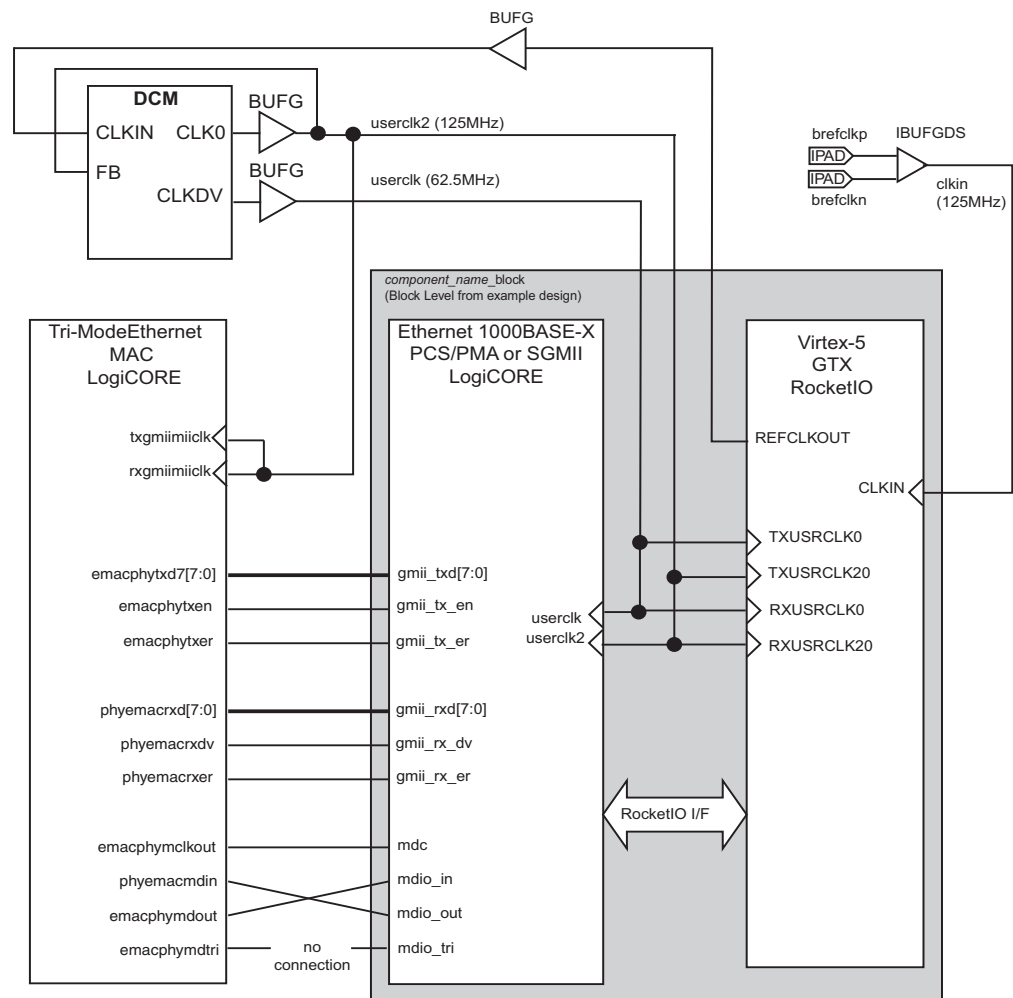 BUFG
DCM
BUFG
CLKIN
CLK0
userclk2 (125MHz)
FB
BUFG
CLKDV
userclk (62.5MHz)
brefclkp
IBUFGDS
IPAD
IPAD
brefclkn
clkin
(125MHz)
component_name_block
(Block Level from example design)
Tri-ModeEthernet
MAC
LogiCORE
Ethernet 1000BASE-X
PCS/PMA or SGMII
LogiCORE
Virtex-5
GTX
RocketIO
txgmiimiiclk
rxgmiimiiclk
REFCLKOUT
CLKIN
TXUSRCLK0
TXUSRCLK20
RXUSRCLK0
RXUSRCLK20
emacphytxd7[7:0]
gmii_txd[7:0]
emacphytxen
gmii_tx_en
userclk
emacphytxer
gmii_tx_er
userclk2
phyemacrxd[7:0]
gmii_rxd[7:0]
phyemacrxdv
gmii_rx_dv
phyemacrxer
gmii_rx_er
RocketIO I/F
emacphymclkout
mdc
phyemacmdin
mdio_in
emacphymdout
mdio_out
emacphymdtri
no
connection
mdio_tri